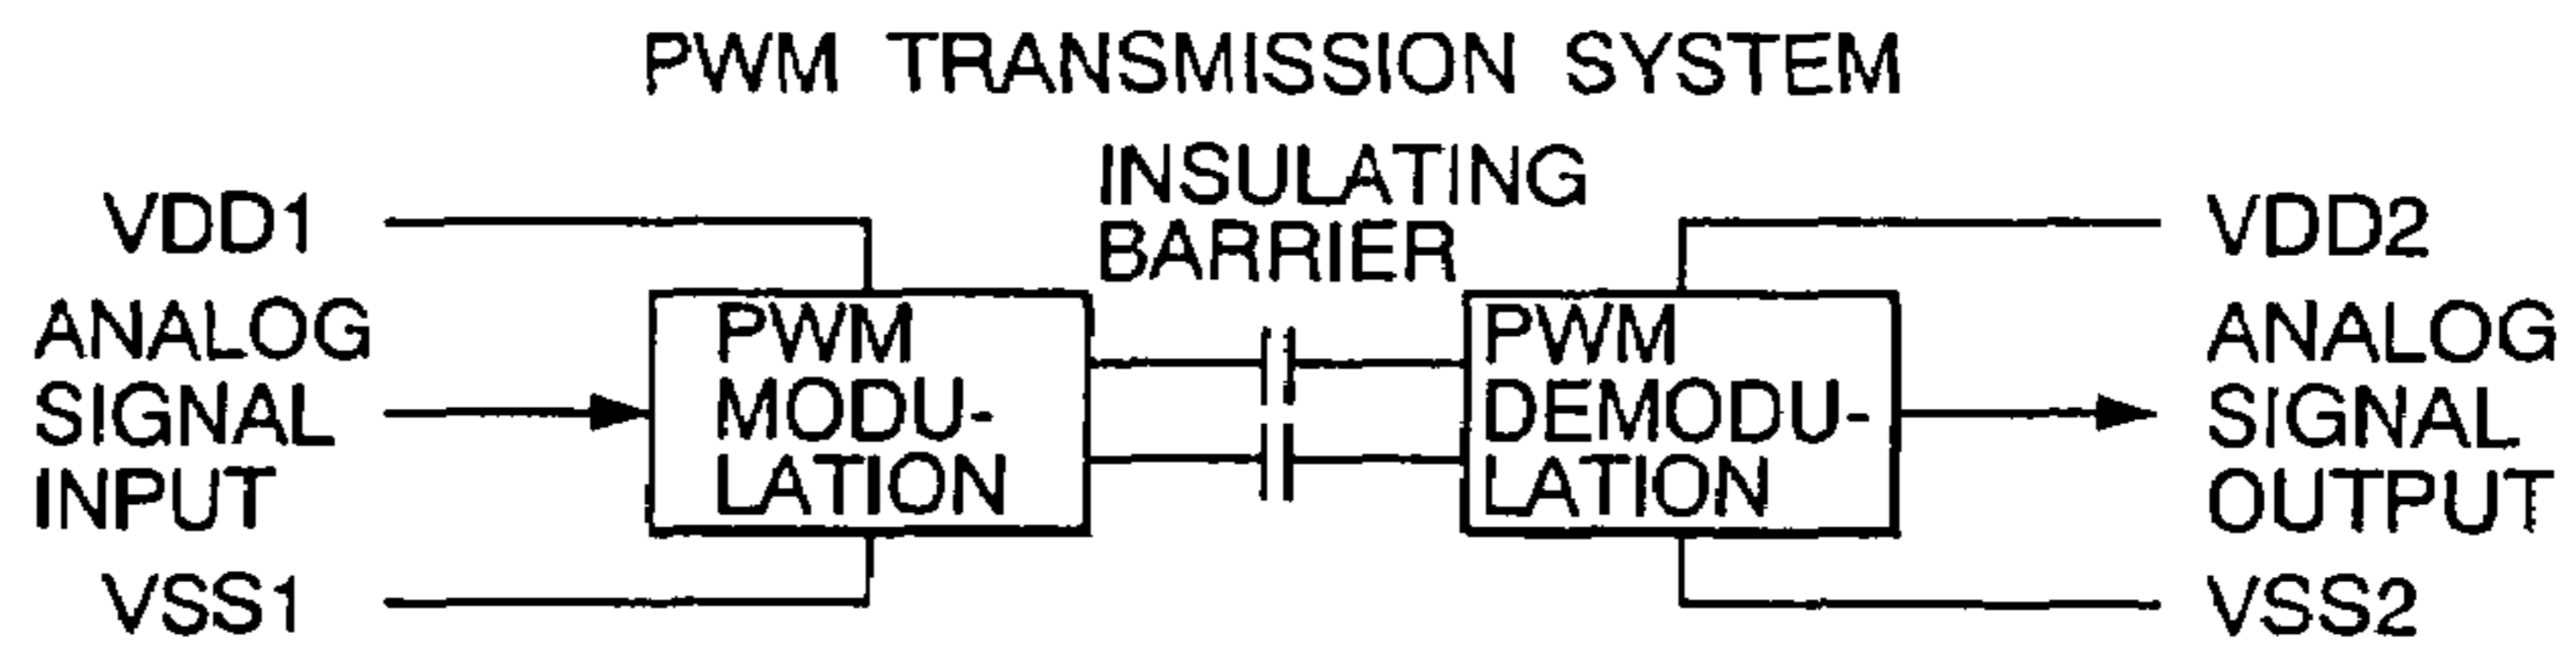 PWM TRANSMISSION SYSTEM
INSULATING
BARRIER
VDD1
ANALOG
SIGNAL
INPUT
VSS1
PWM
MODU-
LATION
PWM
DEMODU-
LATION
VDD2
ANALOG
SIGNAL
OUTPUT
VSS2